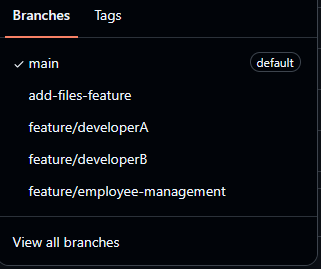 Branches Tags
main default
add-files-feature
feature/developerA
feature/developerB
feature/employee-management
View all branches